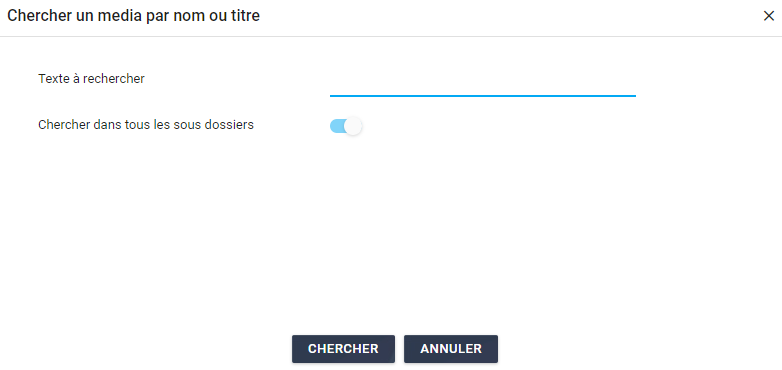 Chercher un media par nom ou titre
Texte à rechercher
Chercher dans tous les sous dossiers
CHERCHER ANNULER